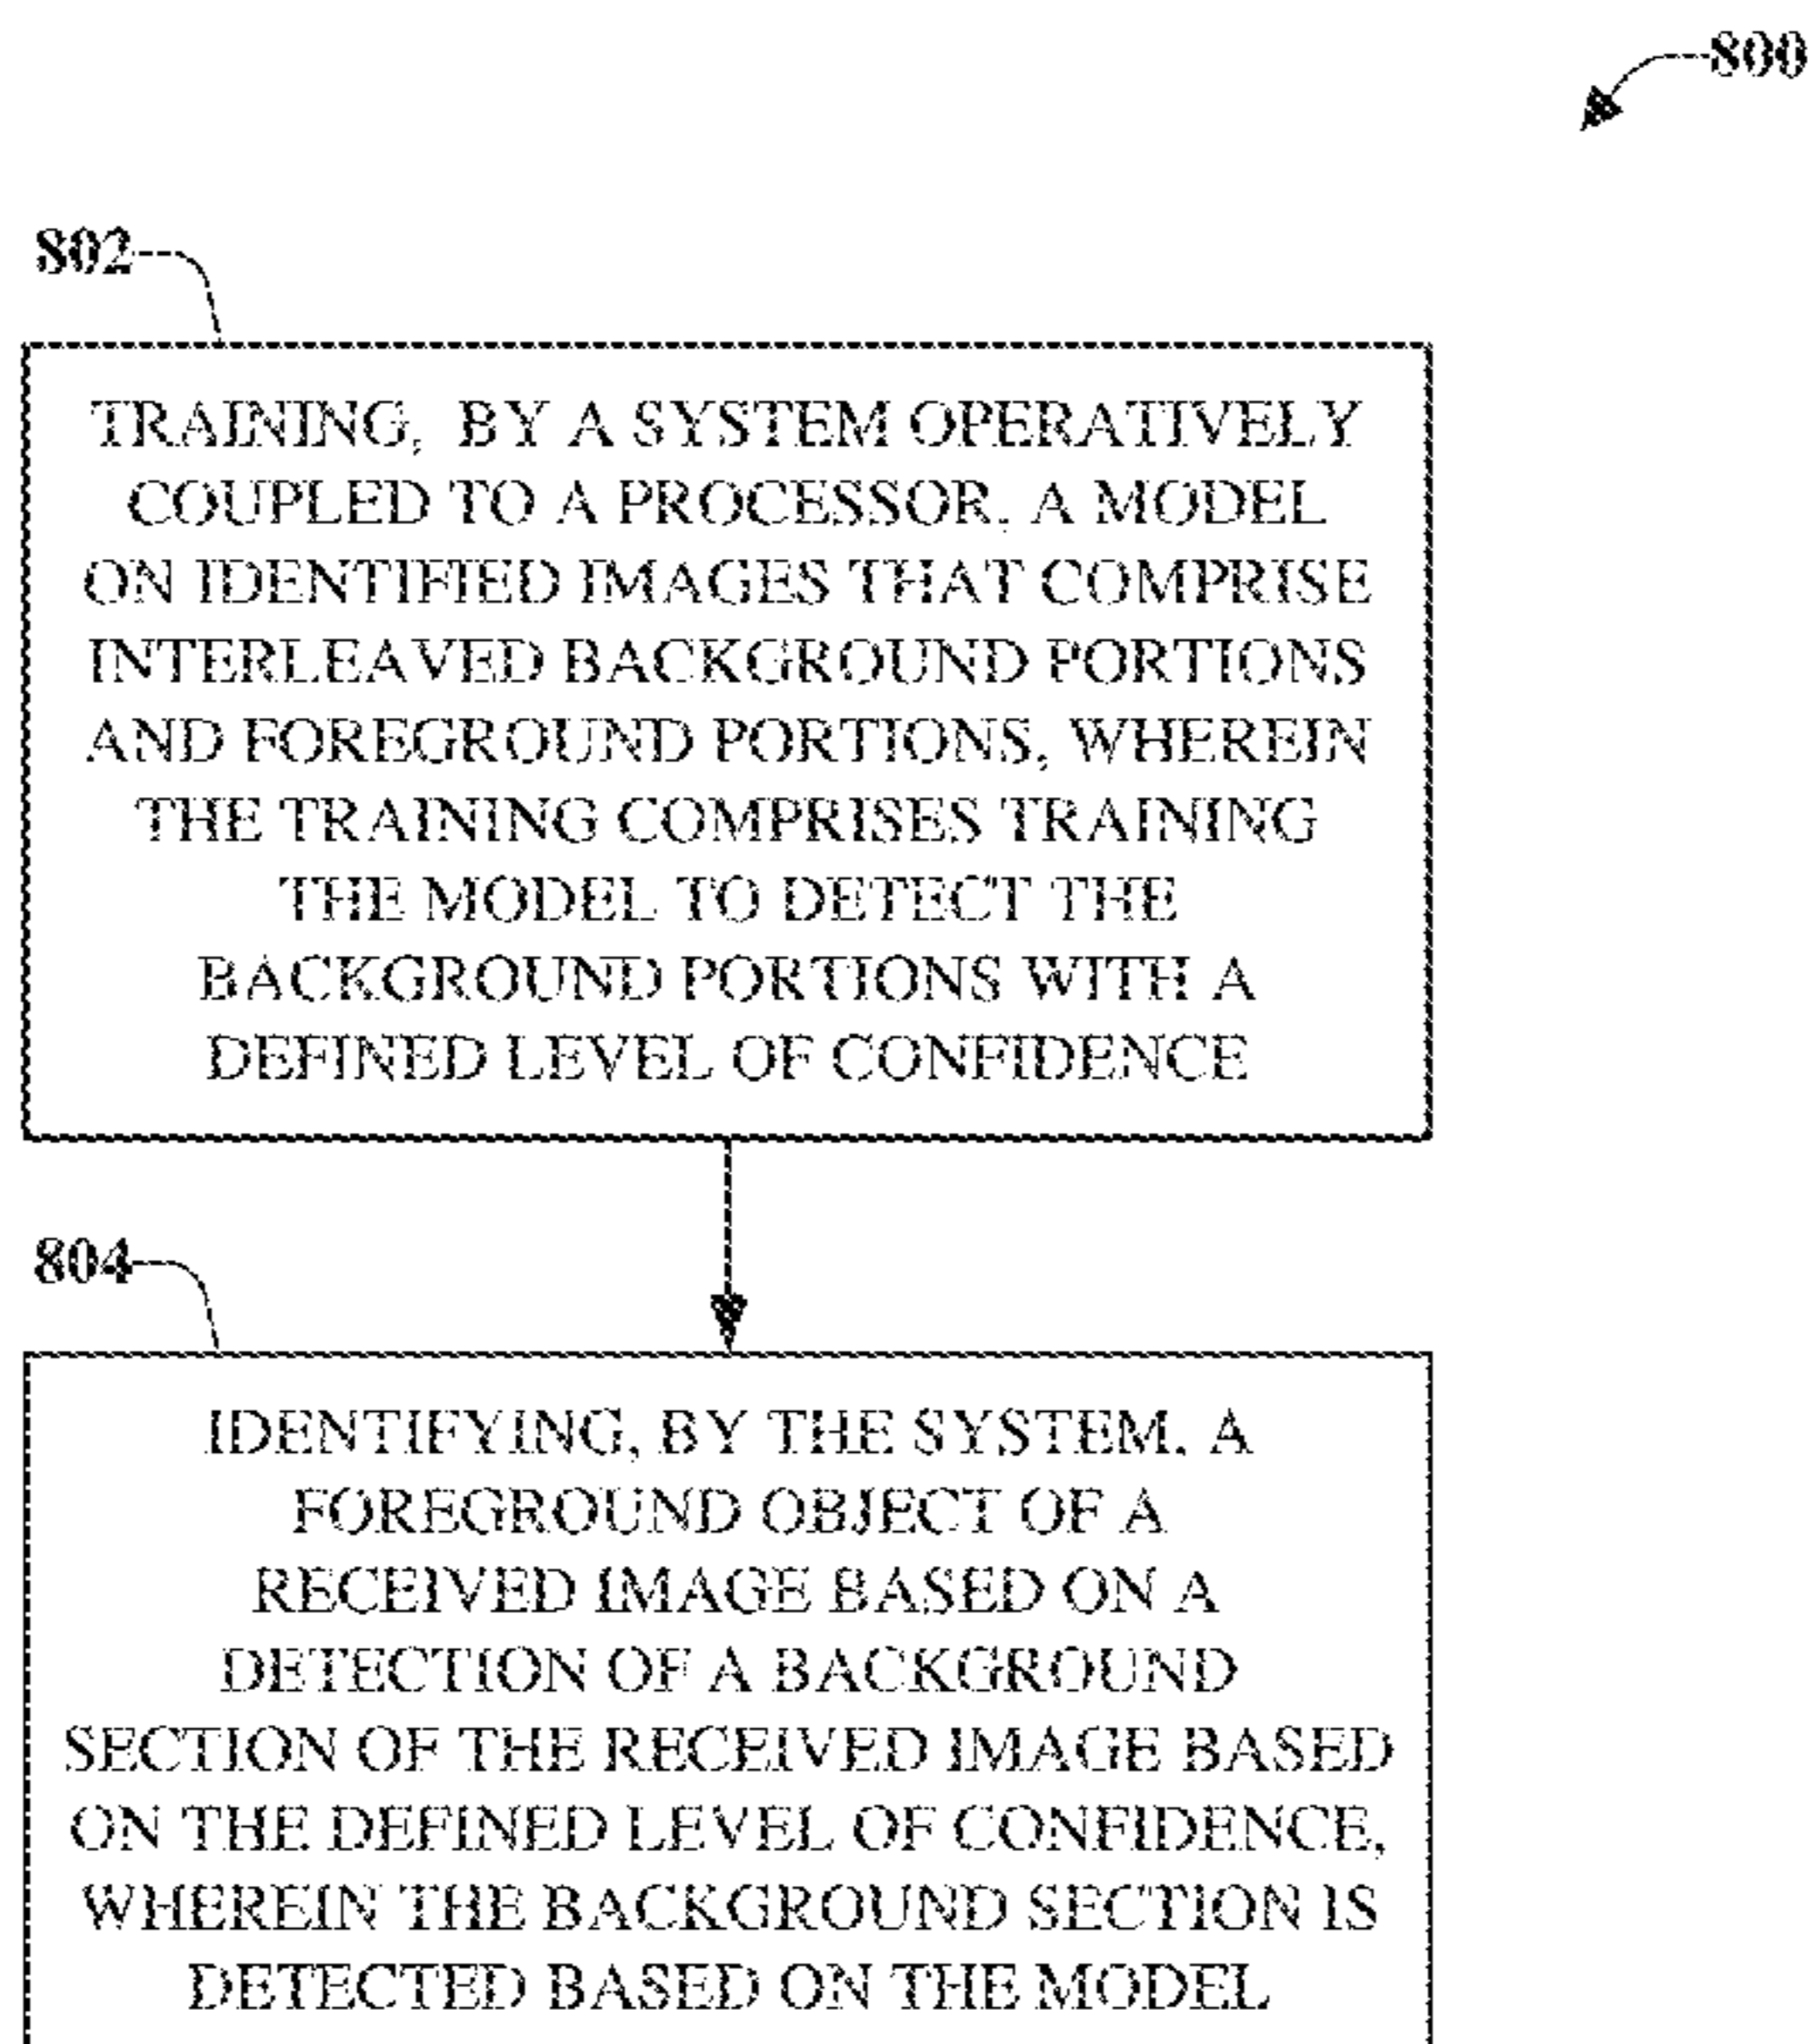 800
802
TRAINING, BY A SYSTEM OPERATIVELY
COUPLED TO A PROCESSOR, A MODEL
ON IDENTIFIED IMAGES THAT COMPRISE
INTERLEAVED BACKGROUND PORTIONS
AND FOREGROUND PORTIONS, WHEREIN
THE TRAINING COMPRISES TRAINING
THE MODEL TO DETECT THE
BACKGROUND PORTIONS WITH A
DEFINED LEVEL OF CONFIDENCE
804
IDENTIFYING, BY THE SYSTEM, A
FOREGROUND OBJECT OF A
RECEIVED IMAGE BASED ON A
DETECTION OF A BACKGROUND
SECTION OF THE RECEIVED IMAGE BASED
ON THE DEFINED LEVEL OF CONFIDENCE,
WHEREIN THE BACKGROUND SECTION IS
DETECTED BASED ON THE MODEL